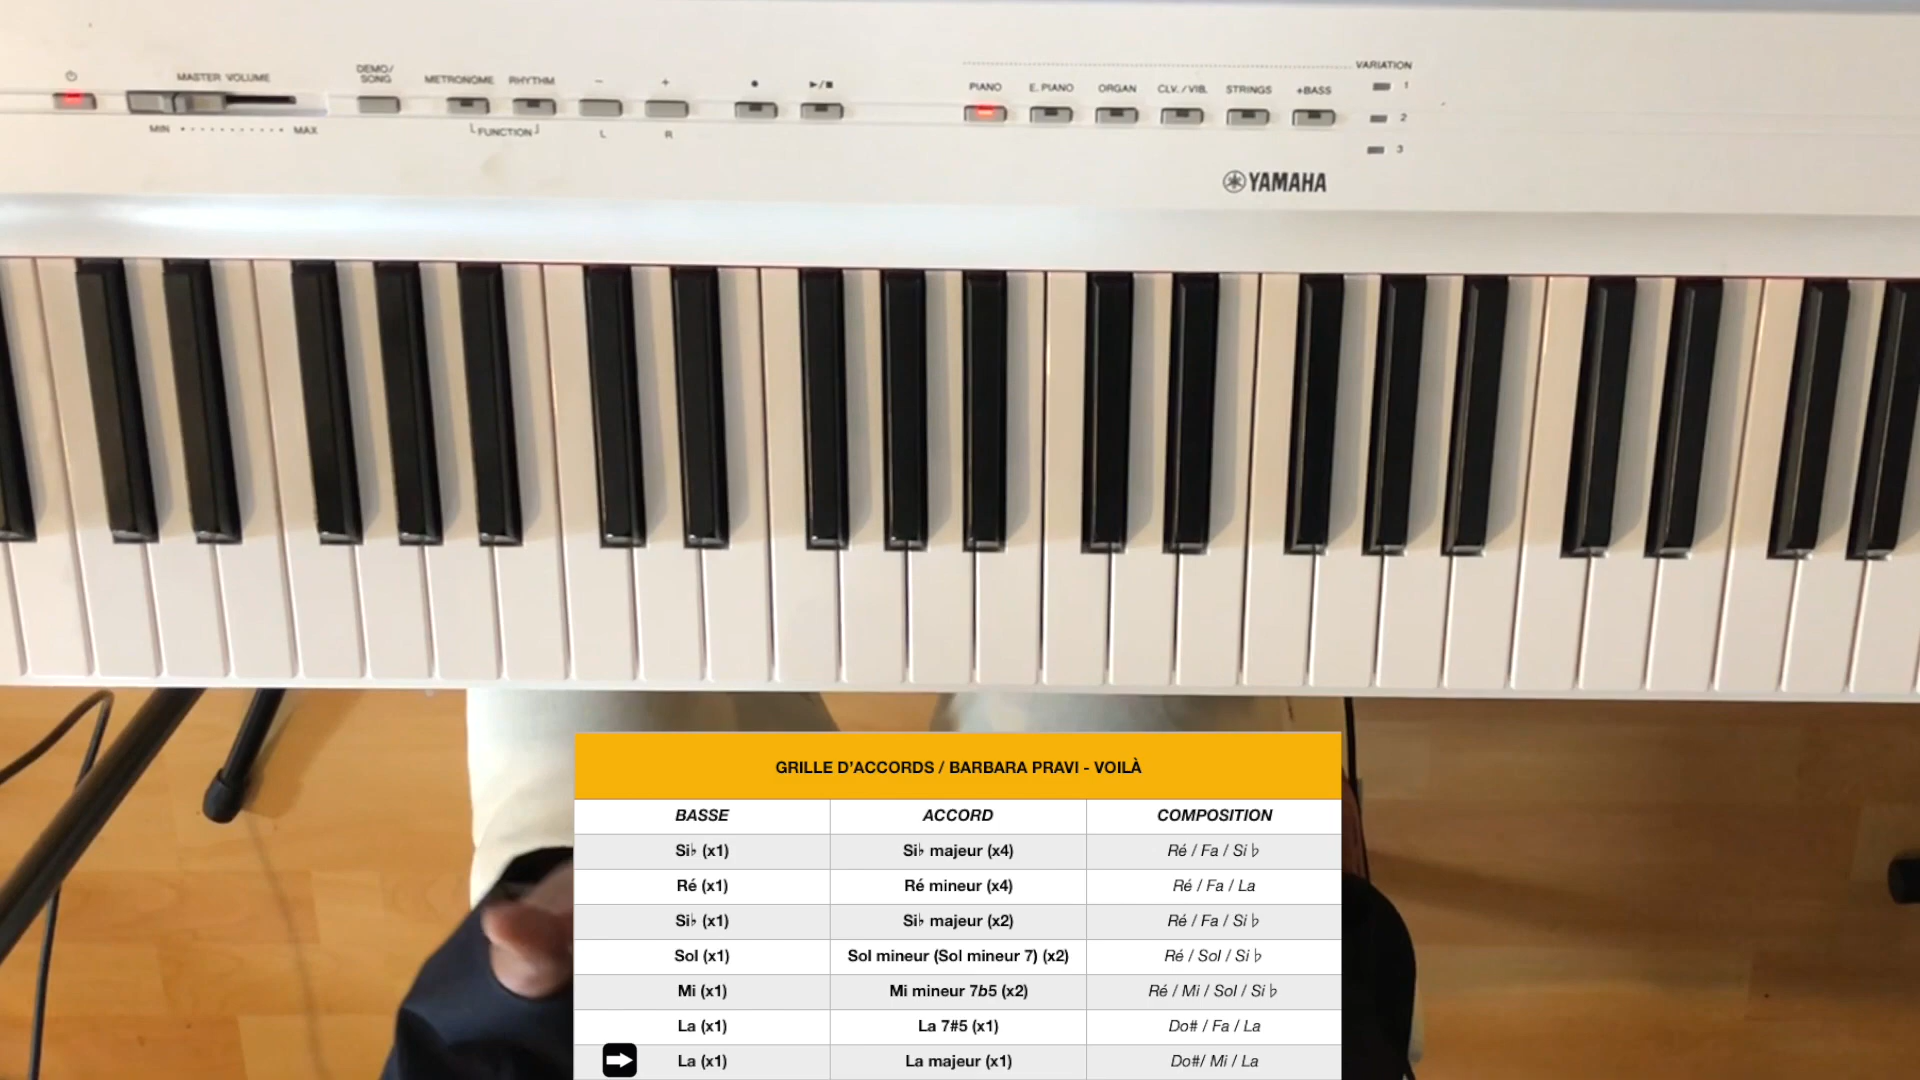 DEMO/
SONG
MASTER VOLUME
METRONOME
RHYTHM
−
+
MIN
MAX
FUNCTION
L
R
VARIATION
PIANO
E. PIANO
ORGAN
CLV. / VIB.
STRINGS
+BASS
1
2
3
YAMAHA
GRILLE D'ACCORDS / BARBARA PRAVI - VOILÀ
BASSE ACCORD COMPOSITION
Si♭ (x1) Si♭ majeur (x4) Ré / Fa / Si ♭
Ré (x1) Ré mineur (x4) Ré / Fa / La
Si♭ (x1) Si♭ majeur (x2) Ré / Fa / Si ♭
Sol (x1) Sol mineur (Sol mineur 7) (x2) Ré / Sol / Si ♭
Mi (x1) Mi mineur 7b5 (x2) Ré / Mi / Sol / Si ♭
La (x1) La 7#5 (x1) Do# / Fa / La
La (x1) La majeur (x1) Do#/ Mi / La